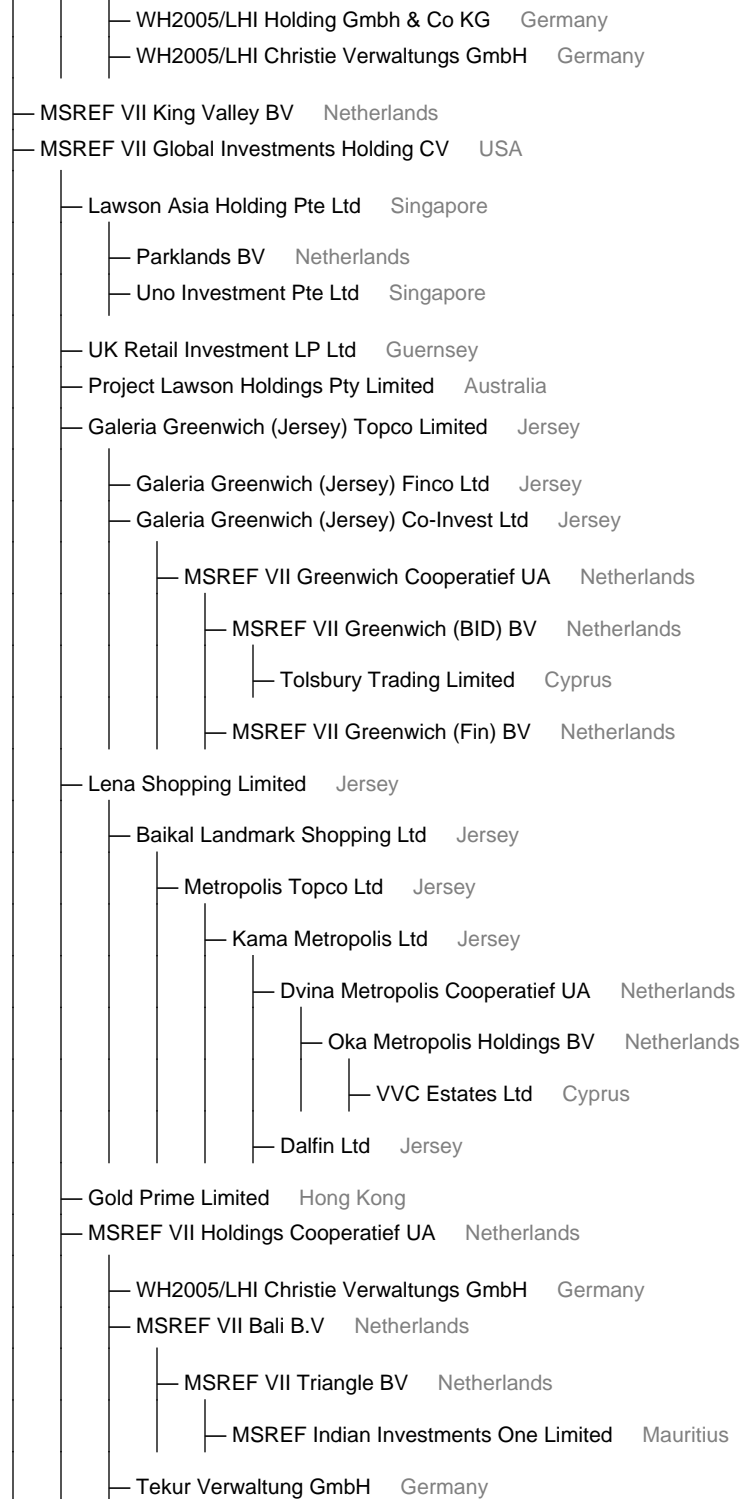 WH2005/LHI Holding Gmbh & Co KG Germany
WH2005/LHI Christie Verwaltungs GmbH Germany
MSREF VII King Valley BV Netherlands
MSREF VII Global Investments Holding CV USA
Lawson Asia Holding Pte Ltd Singapore
Parklands BV Netherlands
Uno Investment Pte Ltd Singapore
UK Retail Investment LP Ltd Guernsey
Project Lawson Holdings Pty Limited Australia
Galeria Greenwich (Jersey) Topco Limited Jersey
Galeria Greenwich (Jersey) Finco Ltd Jersey
Galeria Greenwich (Jersey) Co-Invest Ltd Jersey
MSREF VII Greenwich Cooperatief UA Netherlands
MSREF VII Greenwich (BID) BV Netherlands
Tolsbury Trading Limited Cyprus
MSREF VII Greenwich (Fin) BV Netherlands
Lena Shopping Limited Jersey
Baikal Landmark Shopping Ltd Jersey
Metropolis Topco Ltd Jersey
Kama Metropolis Ltd Jersey
Dvina Metropolis Cooperatief UA Netherlands
Oka Metropolis Holdings BV Netherlands
VVC Estates Ltd Cyprus
Dalfin Ltd Jersey
Gold Prime Limited Hong Kong
MSREF VII Holdings Cooperatief UA Netherlands
WH2005/LHI Christie Verwaltungs GmbH Germany
MSREF VII Bali B.V Netherlands
MSREF VII Triangle BV Netherlands
MSREF Indian Investments One Limited Mauritius
Tekur Verwaltung GmbH Germany